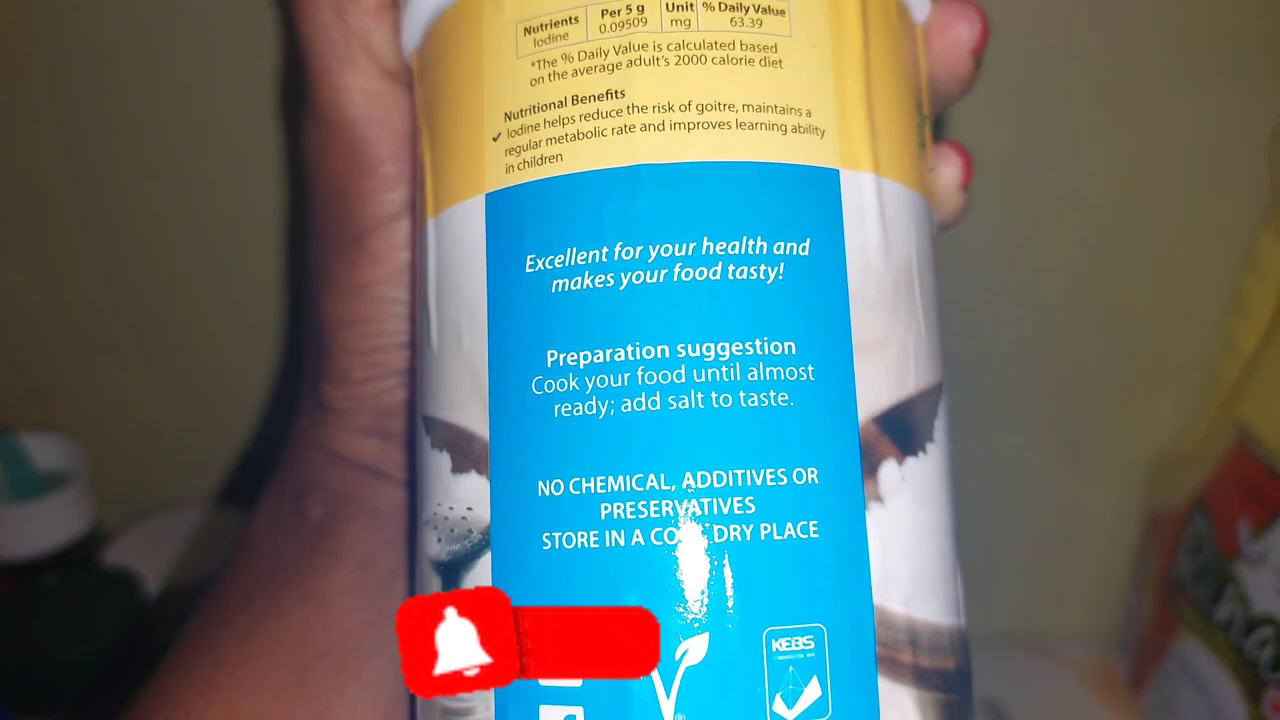 Nutrients Per 5 g Unit % Daily Value
Iodine 0.09509 mg 63.39
*The % Daily Value is calculated based
on the average adult's 2000 calorie diet
Nutritional Benefits
✓ Iodine helps reduce the risk of goitre, maintains a
regular metabolic rate and improves learning ability
in children
Excellent for your health and
makes your food tasty!
Preparation suggestion
Cook your food until almost
ready; add salt to taste.
NO CHEMICAL, ADDITIVES OR
PRESERVATIVES
STORE IN A DRY PLACE
KEBS